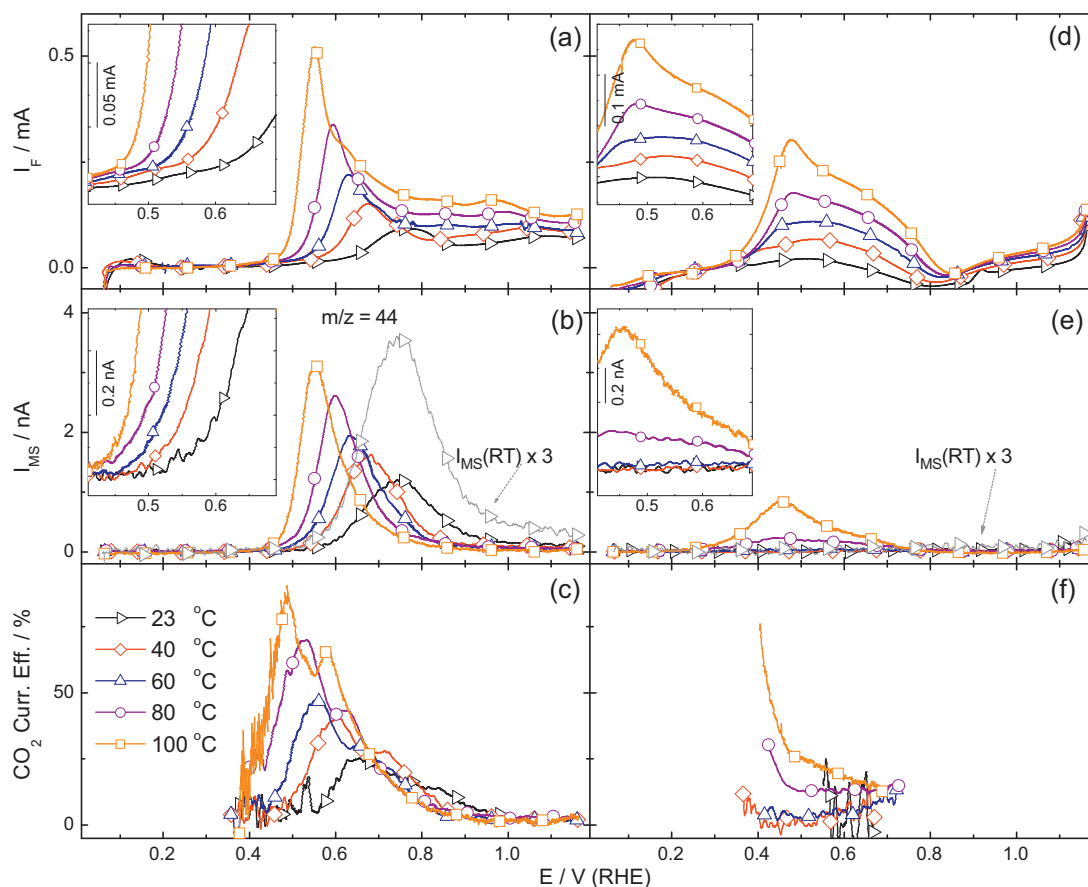 (a)
0.5
0.0
I_F / mA
0.05 mA
0.5 0.6
(d)
0.1 mA
0.5 0.6
(b)
m/z = 44
4
2
0
I_MS / nA
0.2 nA
0.5 0.6
I_MS(RT) x 3
(e)
0.2 nA
0.5 0.6
I_MS(RT) x 3
(c)
50
0
CO₂ Curr. Eff. / %
23 °C
40 °C
60 °C
80 °C
100 °C
(f)
0.2 0.4 0.6 0.8 1.0 0.2 0.4 0.6 0.8 1.0
E / V (RHE)